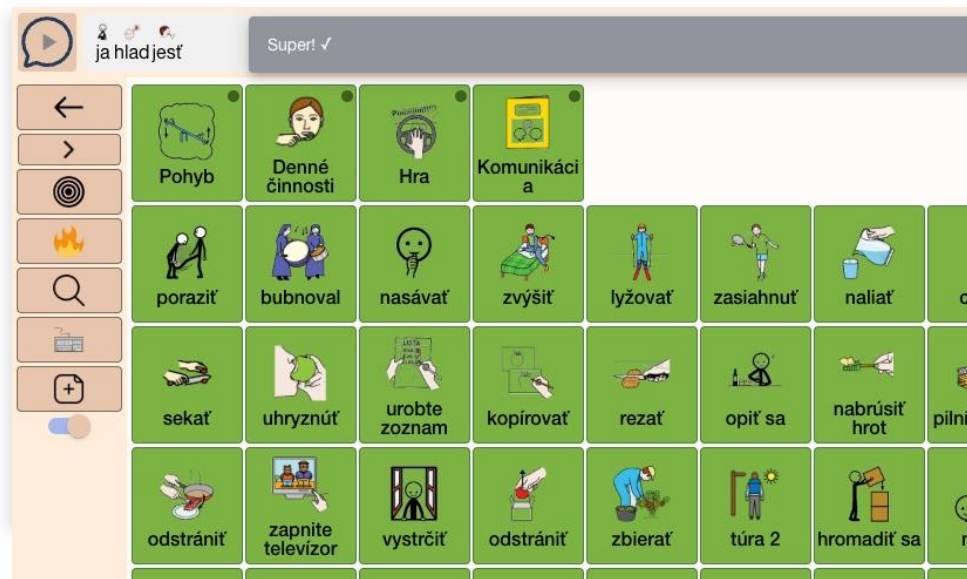 ja hlad jesť
Super! ✓
Pohyb
Denné
činnosti
Hra
Komunikáci
a
poraziť
bubnoval
nasávať
zvýšiť
lyžovať
zasiahnuť
naliať
sekať
uhryznúť
urobte
zoznam
kopírovať
rezať
opiť sa
nabrúsiť
hrot
odstrániť
zapnite
televízor
vystrčiť
odstrániť
zbierať
túra 2
hromadiť sa